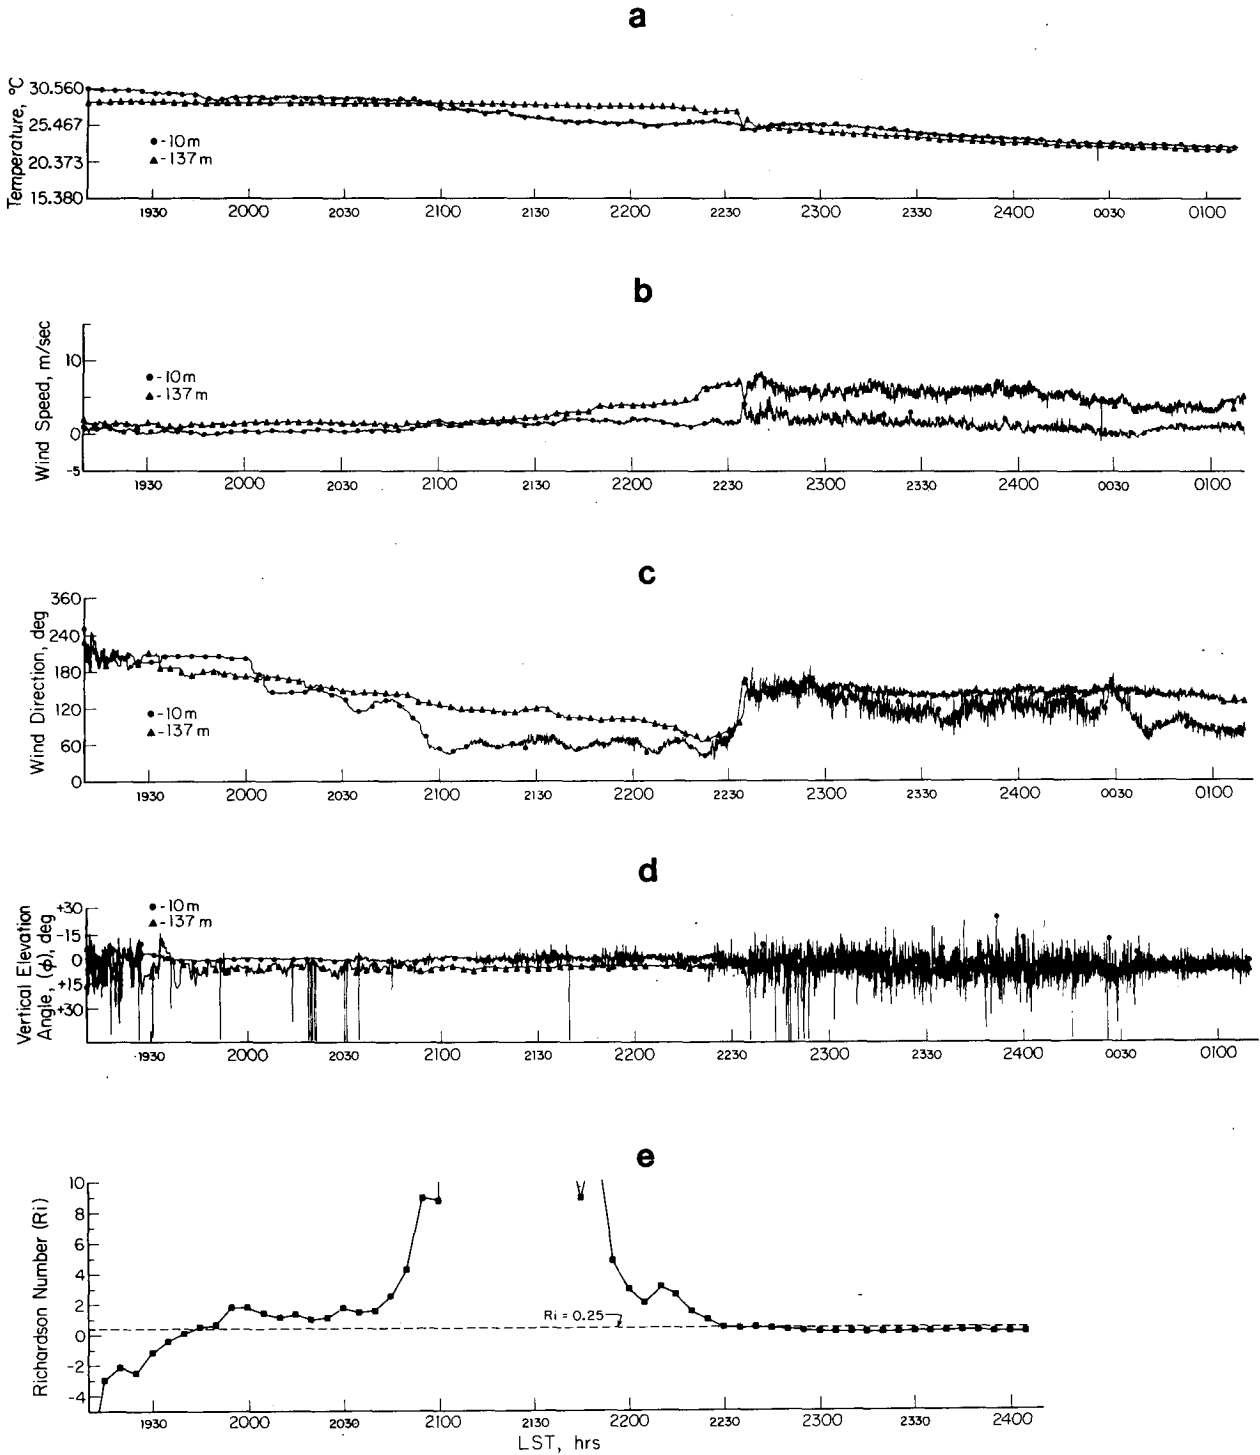 a
Temperature, °C
30.560
25.467
20.373
15.380
●-10m
▲-137m
1930 2000 2030 2100 2130 2200 2230 2300 2330 2400 0030 0100
b
Wind Speed, m/sec
10
0
-5
●-10m
▲-137m
1930 2000 2030 2100 2130 2200 2230 2300 2330 2400 0030 0100
c
Wind Direction, deg
360
240
180
120
60
0
●-10m
▲-137m
1930 2000 2030 2100 2130 2200 2230 2300 2330 2400 0030 0100
d
Vertical Elevation
Angle, (ϕ), deg
+30
-15
0
+15
+30
●-10m
▲-137m
1930 2000 2030 2100 2130 2200 2230 2300 2330 2400 0030 0100
e
Richardson Number (Ri)
10
8
6
4
2
0
-2
-4
Ri = 0.25
1930 2000 2030 2100 2130 2200 2230 2300 2330 2400
LST, hrs